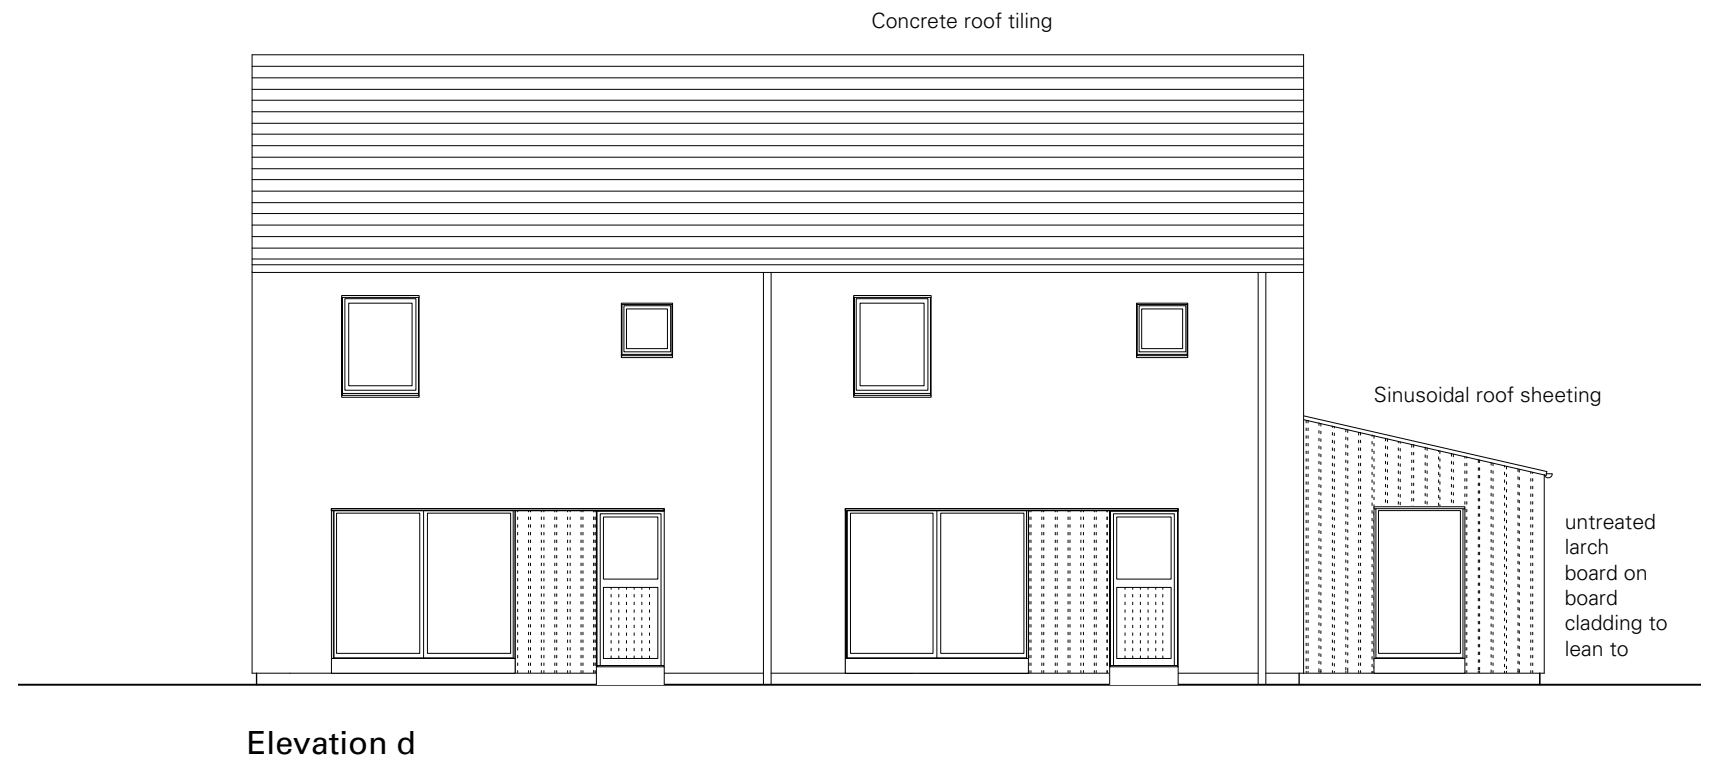 Concrete roof tiling
Sinusoidal roof sheeting
untreated
larch
board on
board
cladding to
lean to
Elevation d